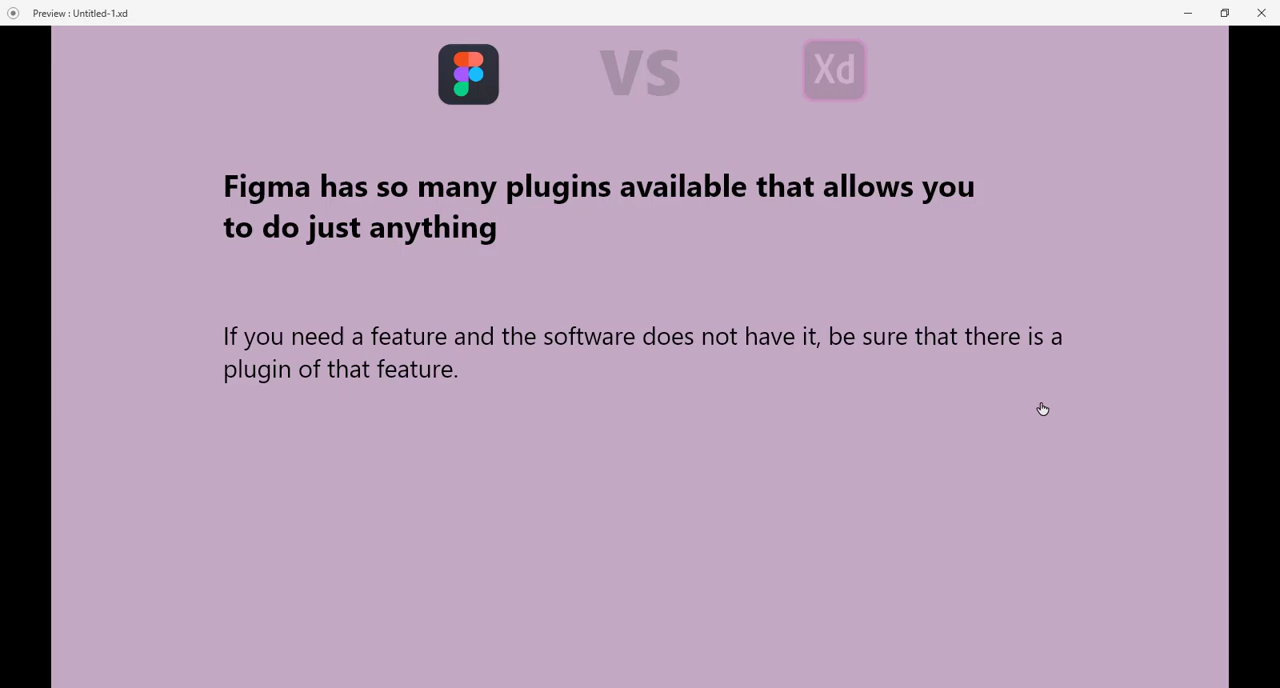 Preview : Untitled-1.xd
VS
Xd
Figma has so many plugins available that allows you
to do just anything
If you need a feature and the software does not have it, be sure that there is a
plugin of that feature.